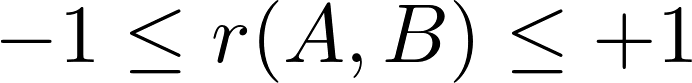 −1 ≤ r(A, B) ≤ +1